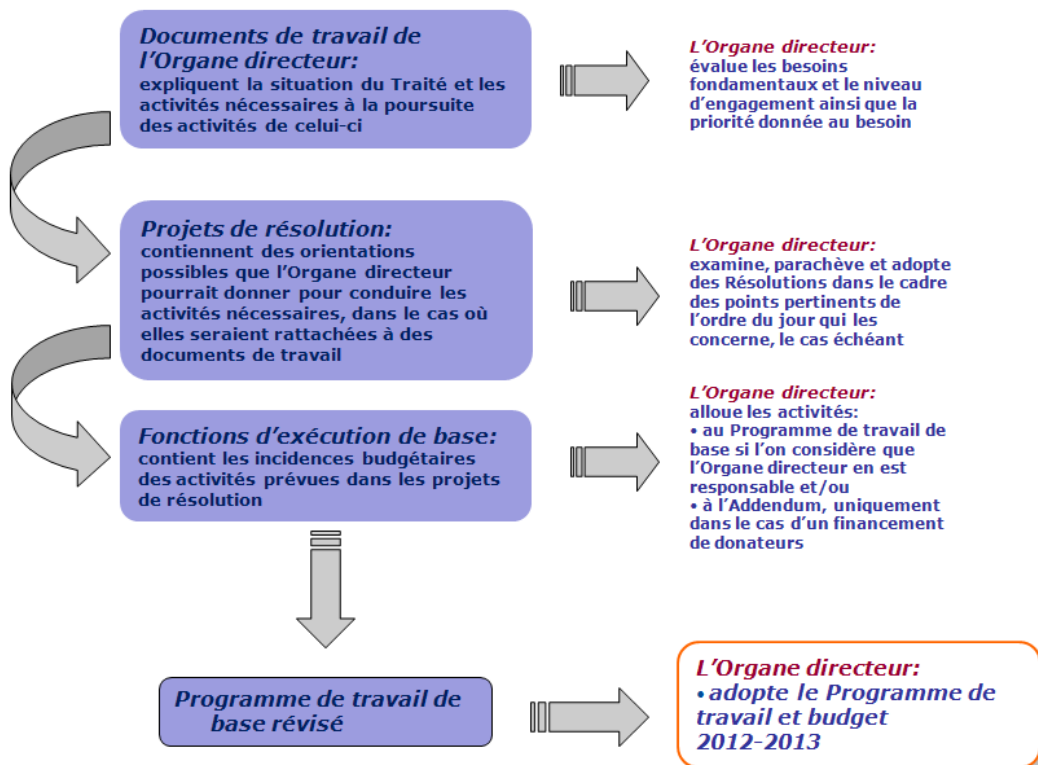 Documents de travail de
l'Organe directeur:
expliquent la situation du Traité et les
activités nécessaires à la poursuite
des activités de celui-ci
L'Organe directeur:
évalue les besoins
fondamentaux et le niveau
d'engagement ainsi que la
priorité donnée au besoin
Projets de résolution:
contiennent des orientations
possibles que l'Organe directeur
pourrait donner pour conduire les
activités nécessaires, dans le cas où
elles seraient rattachées à des
documents de travail
L'Organe directeur:
examine, parachève et adopte
des Résolutions dans le cadre
des points pertinents de
l'ordre du jour qui les
concerne, le cas échéant
Fonctions d'exécution de base:
contient les incidences budgétaires
des activités prévues dans les projets
de résolution
L'Organe directeur:
alloue les activités:
• au Programme de travail de
base si l'on considère que
l'Organe directeur en est
responsable et/ou
• à l'Addendum, uniquement
dans le cas d'un financement
de donateurs
Programme de travail de
base révisé
L'Organe directeur:
• adopte le Programme de
travail et budget
2012-2013